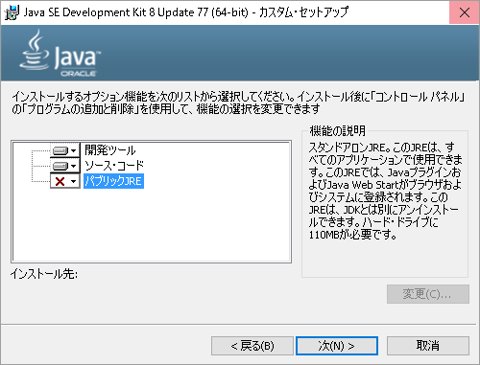 Java SE Development Kit 8 Update 77 (64-bit) - カスタム・セットアップ
Java
ORACLE
インストールするオプション機能を次のリストから選択してください。インストール後に「コントロール パネル」
の「プログラムの追加と削除」を使用して、機能の選択を変更できます
機能の説明
開発ツール
ソース・コード
パブリックJRE
スタンドアロンJRE。このJREは、す
べてのアプリケーションで使用できま
す。このJREでは、Javaプラグインお
よびJava Web Startがブラウザおよ
びシステムに登録されます。この
JREは、JDKとは別にアンインストー
ルできます。ハード・ドライブに
110MBが必要です。
インストール先:
変更(C)...
< 戻る(B)
次(N) >
取消